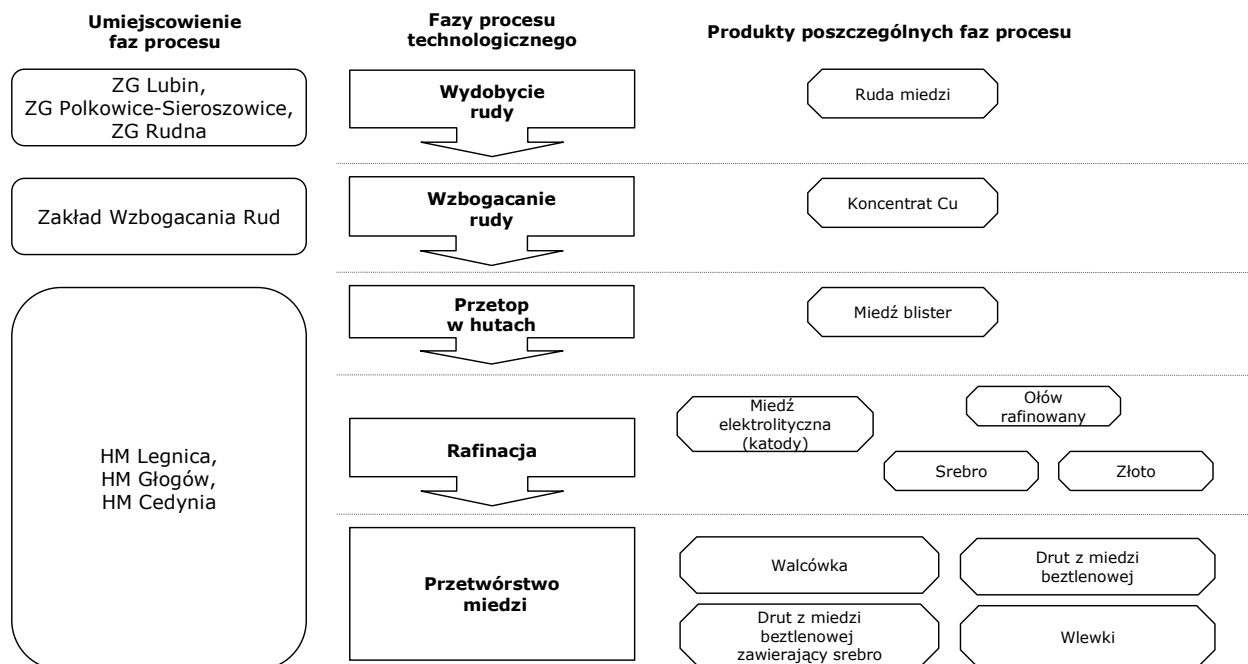 Umiejscowienie
faz procesu
Fazy procesu
technologicznego
Produkty poszczególnych faz procesu
ZG Lubin,
ZG Polkowice-Sieroszowice,
ZG Rudna
Wydobycie
rudy
Ruda miedzi
Zakład Wzbogacania Rud
Wzbogacanie
rudy
Koncentrat Cu
HM Legnica,
HM Głogów,
HM Cedynia
Przetop
w hutach
Miedź blister
Rafinacja
Miedź
elektrolityczna
(katody)
Ołów
rafinowany
Srebro
Złoto
Przetwórstwo
miedzi
Walcówka
Drut z miedzi
beztlenowej
Drut z miedzi
beztlenowej
zawierający srebro
Wlewki